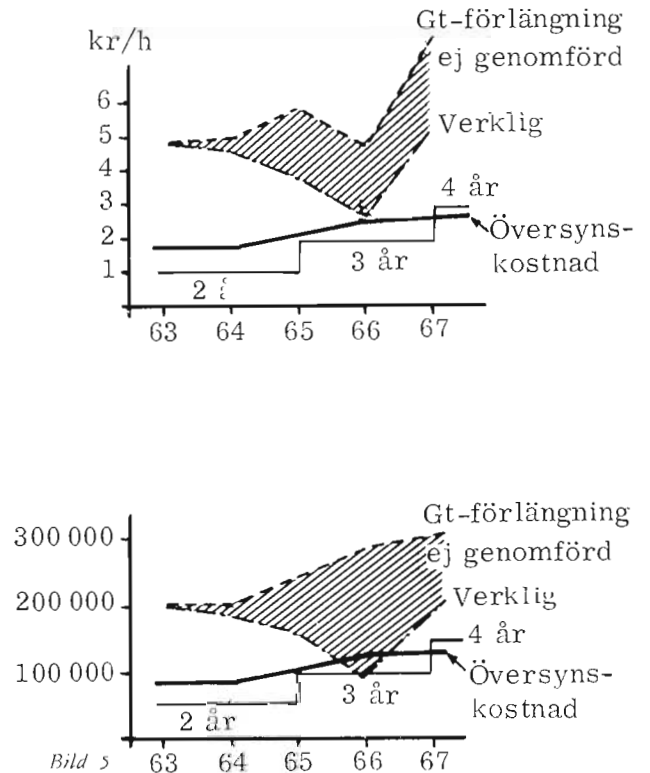 Gt-förlängning
ej genomförd
kr/h
6
5
4
3
2
1
Verklig
4 år
Översyns-
kostnad
3 år
2
63 64 65 66 67
Gt-förlängning
ej genomförd
300 000
200 000
100 000
Verklig
4 år
Översyns-
kostnad
3 år
2 år
Bild 5
63 64 65 66 67